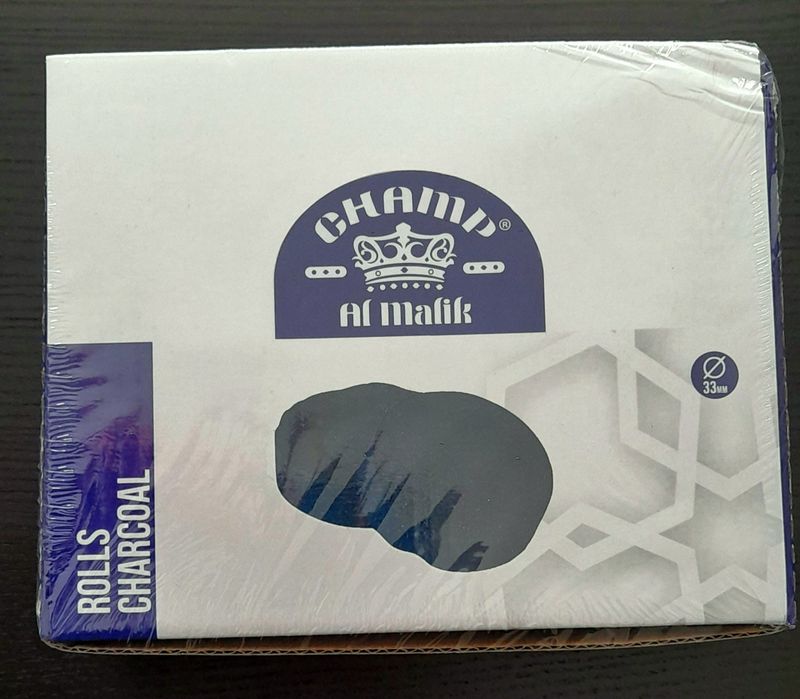 CHAMP®
Al Malik
Ø
33MM
ROLLS
CHARCOAL